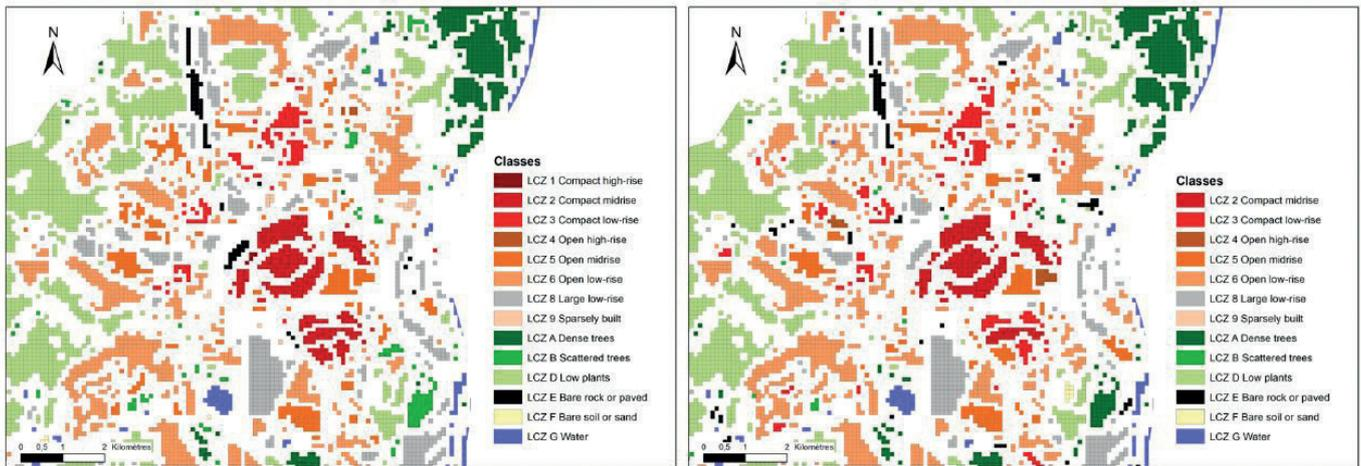 N
Classes
LCZ 1 Compact high-rise
LCZ 2 Compact midrise
LCZ 3 Compact low-rise
LCZ 4 Open high-rise
LCZ 5 Open midrise
LCZ 6 Open low-rise
LCZ 8 Large low-rise
LCZ 9 Sparsely built
LCZ A Dense trees
LCZ B Scattered trees
LCZ D Low plants
LCZ E Bare rock or paved
LCZ F Bare soil or sand
LCZ G Water
0 0,5 1 2 Kilomètres
N
Classes
LCZ 2 Compact midrise
LCZ 3 Compact low-rise
LCZ 4 Open high-rise
LCZ 5 Open midrise
LCZ 6 Open low-rise
LCZ 8 Large low-rise
LCZ 9 Sparsely built
LCZ A Dense trees
LCZ B Scattered trees
LCZ D Low plants
LCZ E Bare rock or paved
LCZ F Bare soil or sand
LCZ G Water
0 0,5 1 2 Kilomètres